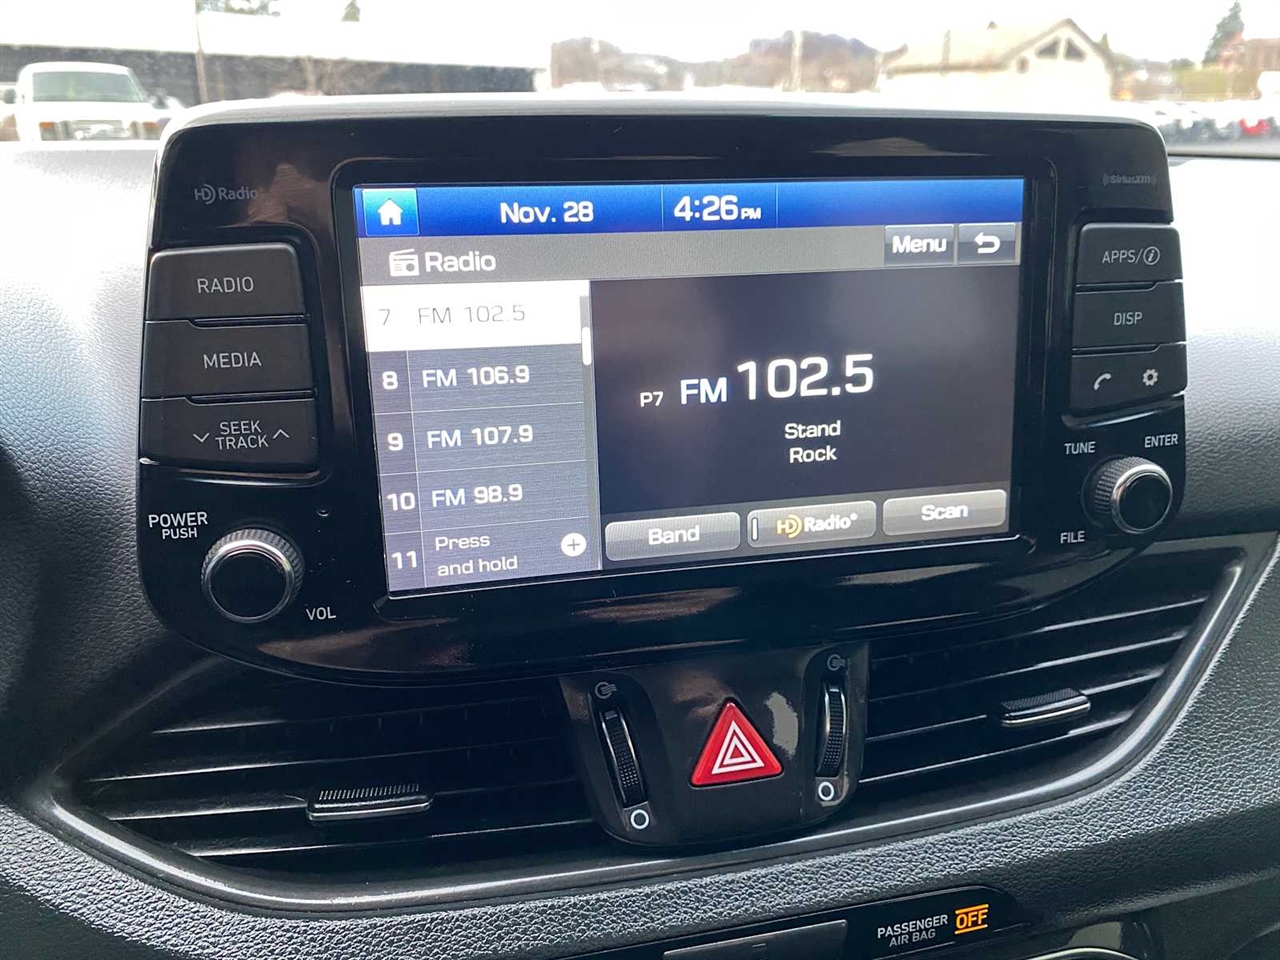 HD Radio
((SiriusXM))
Nov. 28
4:26 PM
Radio
Menu
7 FM 102.5
8 FM 106.9
9 FM 107.9
10 FM 98.9
11 Press
and hold
P7 FM 102.5
Stand
Rock
Band
HD Radio®
Scan
RADIO
MEDIA
SEEK
TRACK
POWER
PUSH
VOL
APPS/i
DISP
TUNE
ENTER
FILE
PASSENGER
AIR BAG
OFF